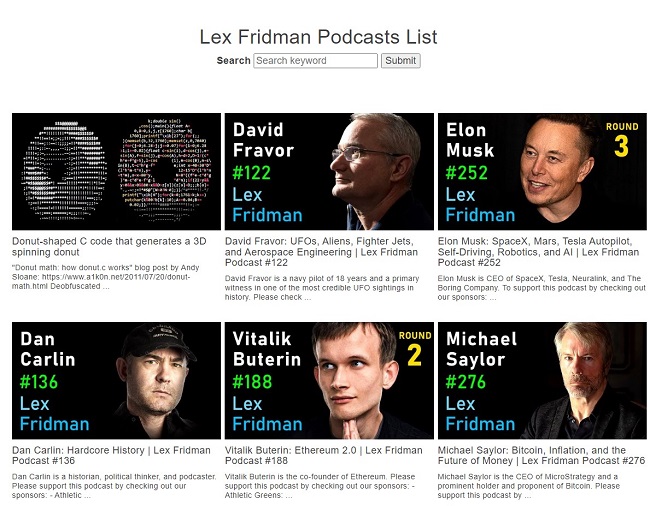 Lex Fridman Podcasts List
Search Search keyword Submit
David
Fravor
#122
Lex
Fridman
Elon
Musk
#252
Lex
Fridman
ROUND
3
Donut-shaped C code that generates a 3D
spinning donut
"Donut math: how donut.c works" blog post by Andy
Sloane: https://www.a1k0n.net/2011/07/20/donut-
math.html Deobfuscated ...
David Fravor: UFOs, Aliens, Fighter Jets,
and Aerospace Engineering | Lex Fridman
Podcast #122
David Fravor is a navy pilot of 18 years and a primary
witness in one of the most credible UFO sightings in
history. Please check ...
Elon Musk: SpaceX, Mars, Tesla Autopilot,
Self-Driving, Robotics, and AI | Lex Fridman
Podcast #252
Elon Musk is CEO of SpaceX, Tesla, Neuralink, and The
Boring Company. To support this podcast by checking out
our sponsors: ...
Dan
Carlin
#136
Lex
Fridman
Vitalik
Buterin
#188
Lex
Fridman
ROUND
2
Michael
Saylor
#276
Lex
Fridman
Dan Carlin: Hardcore History | Lex Fridman
Podcast #136
Dan Carlin is a historian, political thinker, and podcaster.
Please support this podcast by checking out our
sponsors: - Athletic ...
Vitalik Buterin: Ethereum 2.0 | Lex Fridman
Podcast #188
Vitalik Buterin is the co-founder of Ethereum. Please
support this podcast by checking out our sponsors: -
Athletic Greens: ...
Michael Saylor: Bitcoin, Inflation, and the
Future of Money | Lex Fridman Podcast #276
Michael Saylor is the CEO of MicroStrategy and a
prominent holder and proponent of Bitcoin. Please
support this podcast by ...